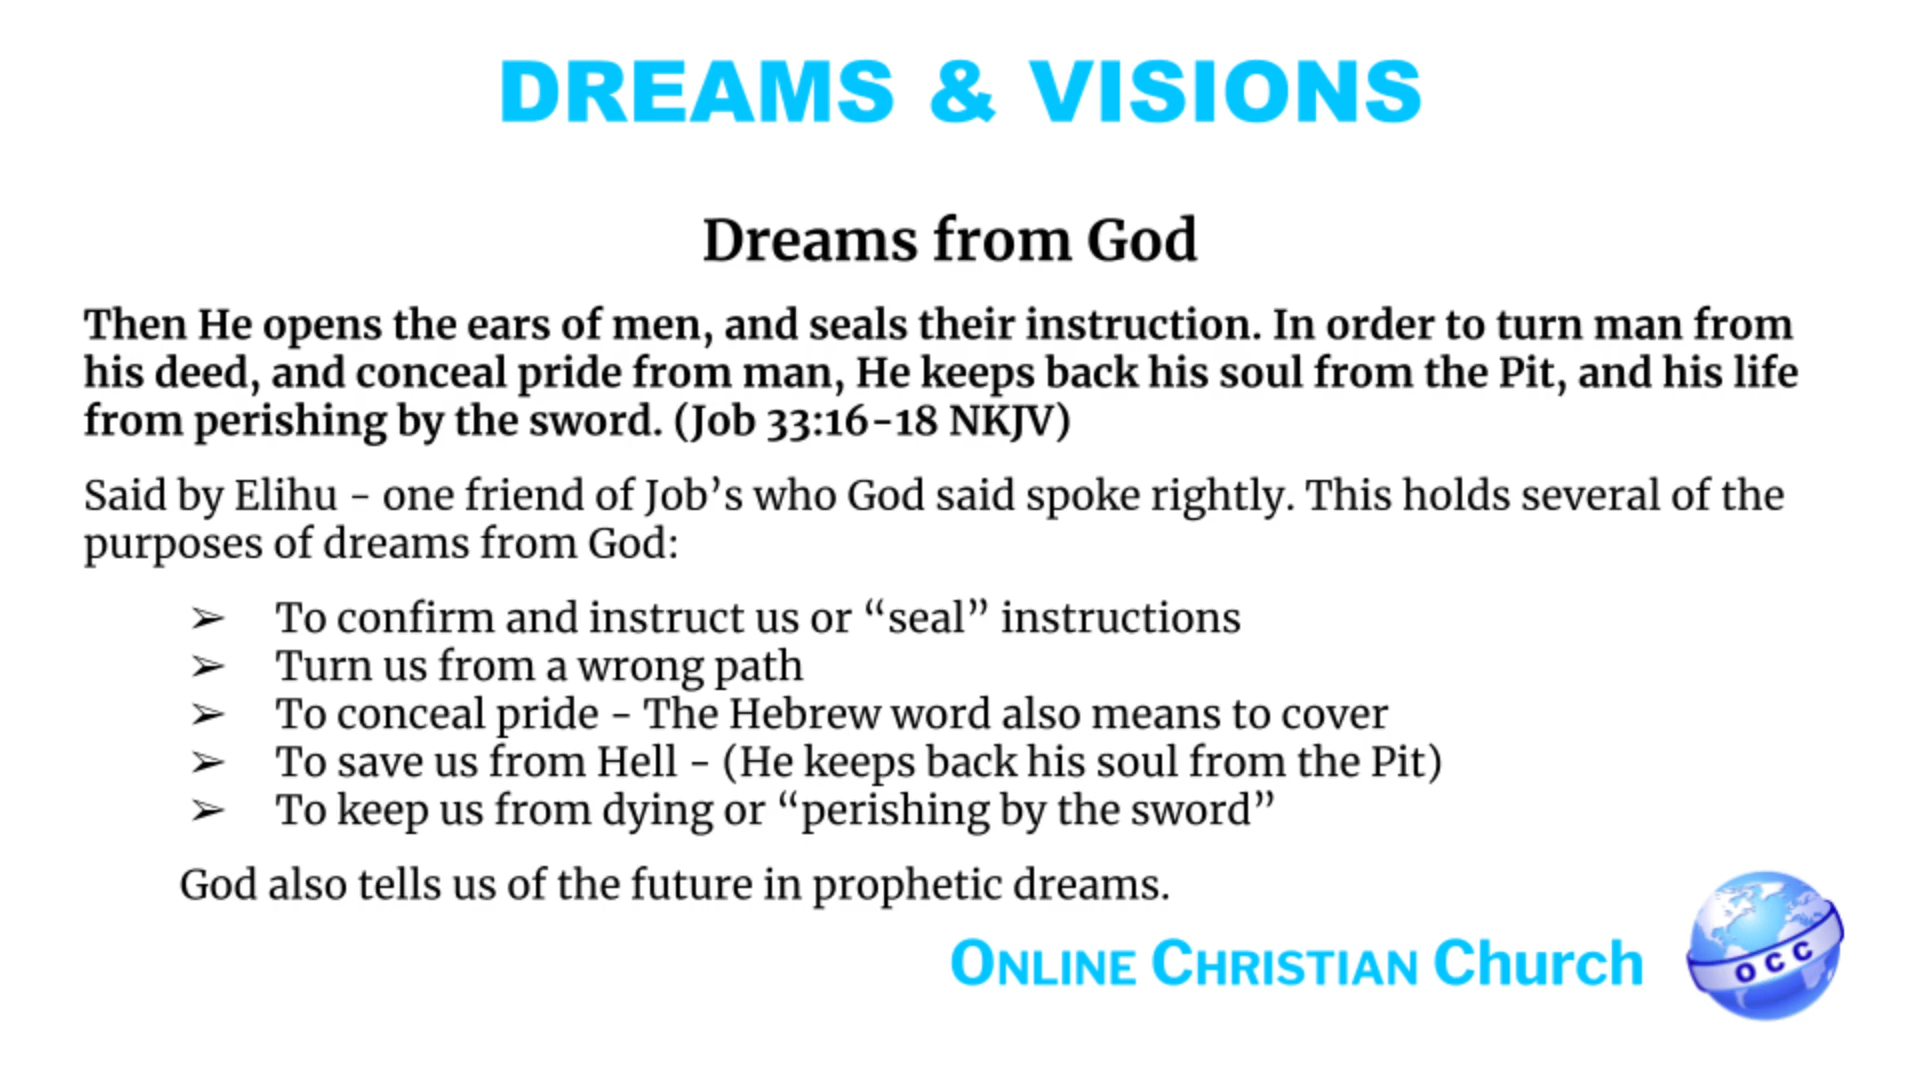 DREAMS & VISIONS
Dreams from God
Then He opens the ears of men, and seals their instruction. In order to turn man from
his deed, and conceal pride from man, He keeps back his soul from the Pit, and his life
from perishing by the sword. (Job 33:16-18 NKJV)
Said by Elihu - one friend of Job’s who God said spoke rightly. This holds several of the
purposes of dreams from God:
➢ To confirm and instruct us or “seal” instructions
➢ Turn us from a wrong path
➢ To conceal pride - The Hebrew word also means to cover
➢ To save us from Hell - (He keeps back his soul from the Pit)
➢ To keep us from dying or “perishing by the sword”
God also tells us of the future in prophetic dreams.
ONLINE CHRISTIAN Church
OCC